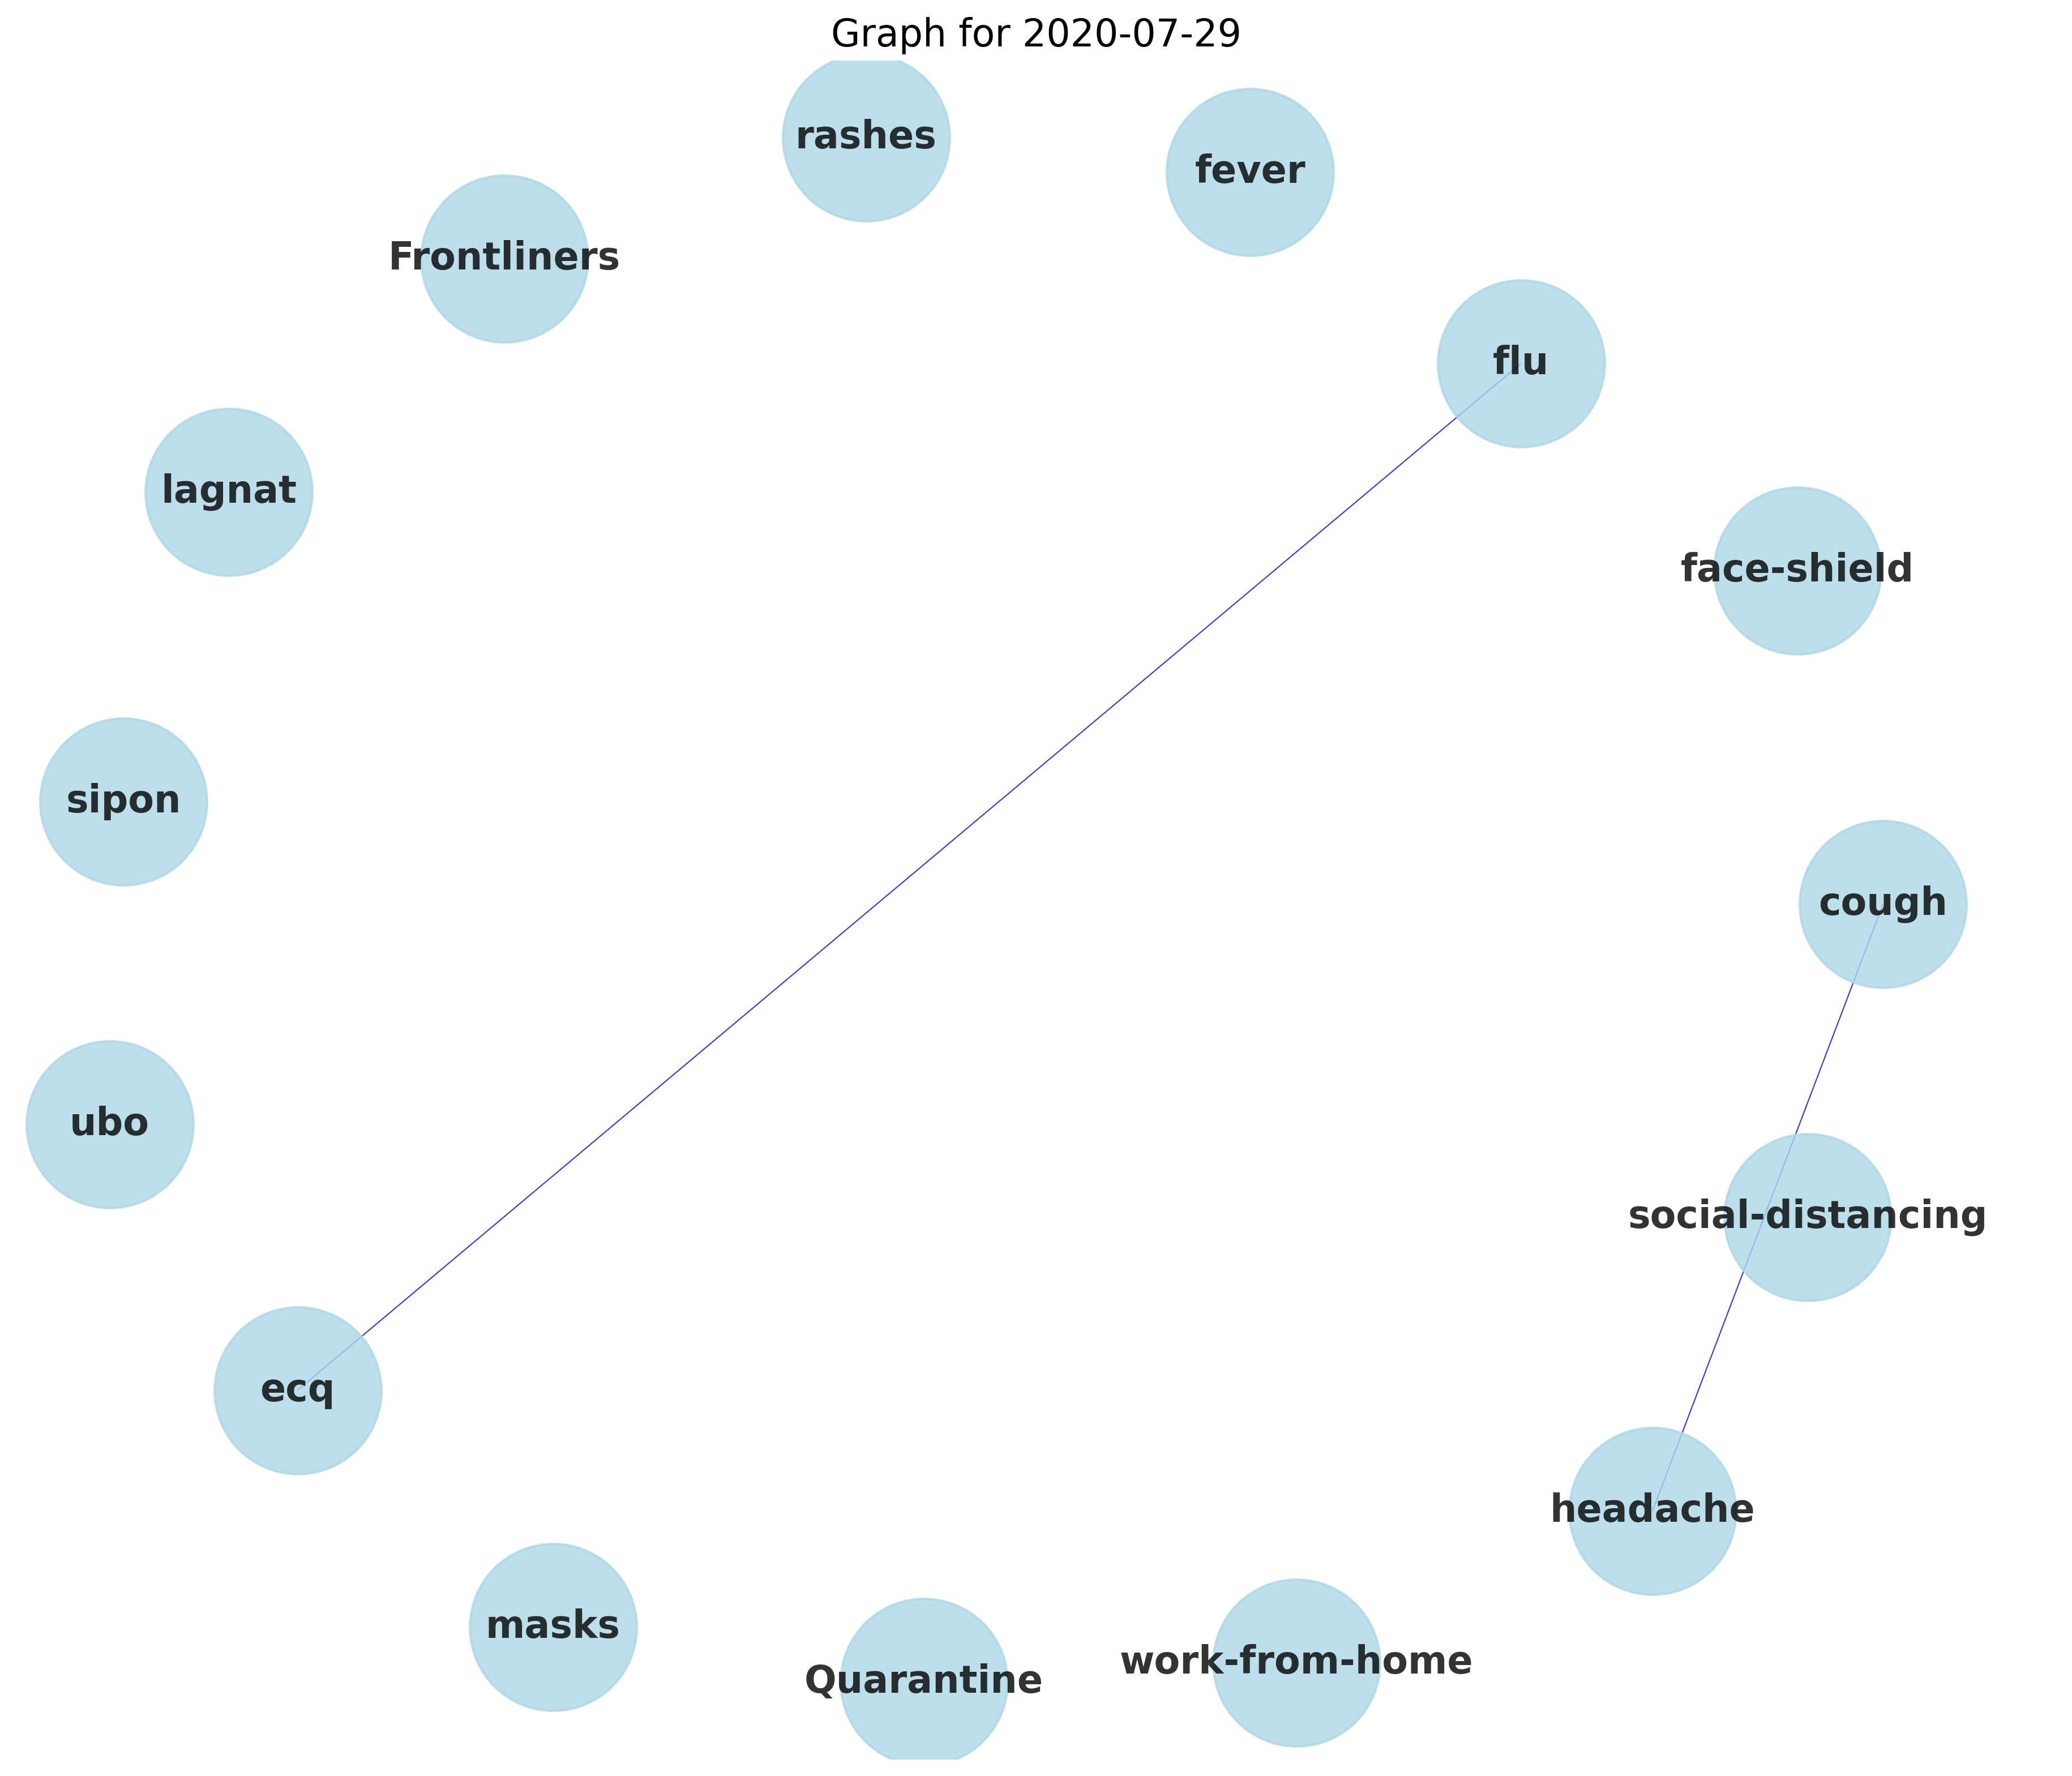 Graph for 2020-07-29
rashes
fever
Frontliners
flu
lagnat
face-shield
sipon
cough
ubo
social-distancing
ecq
headache
masks
work-from-home
Quarantine